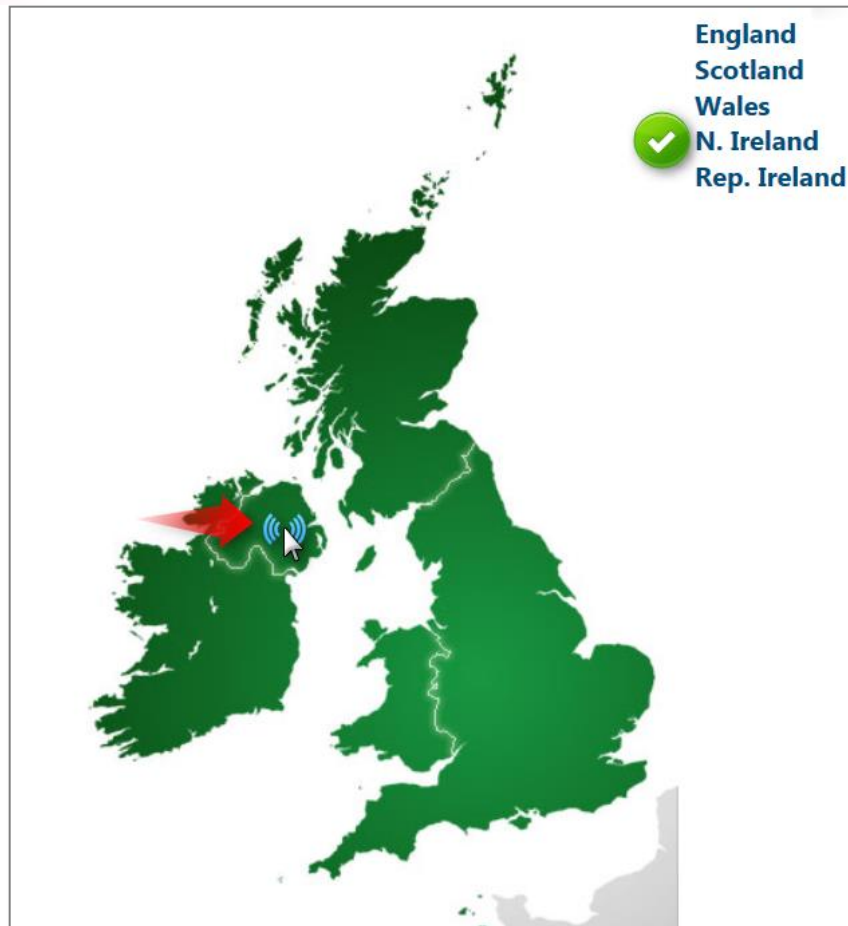 England
Scotland
Wales
N. Ireland
Rep. Ireland